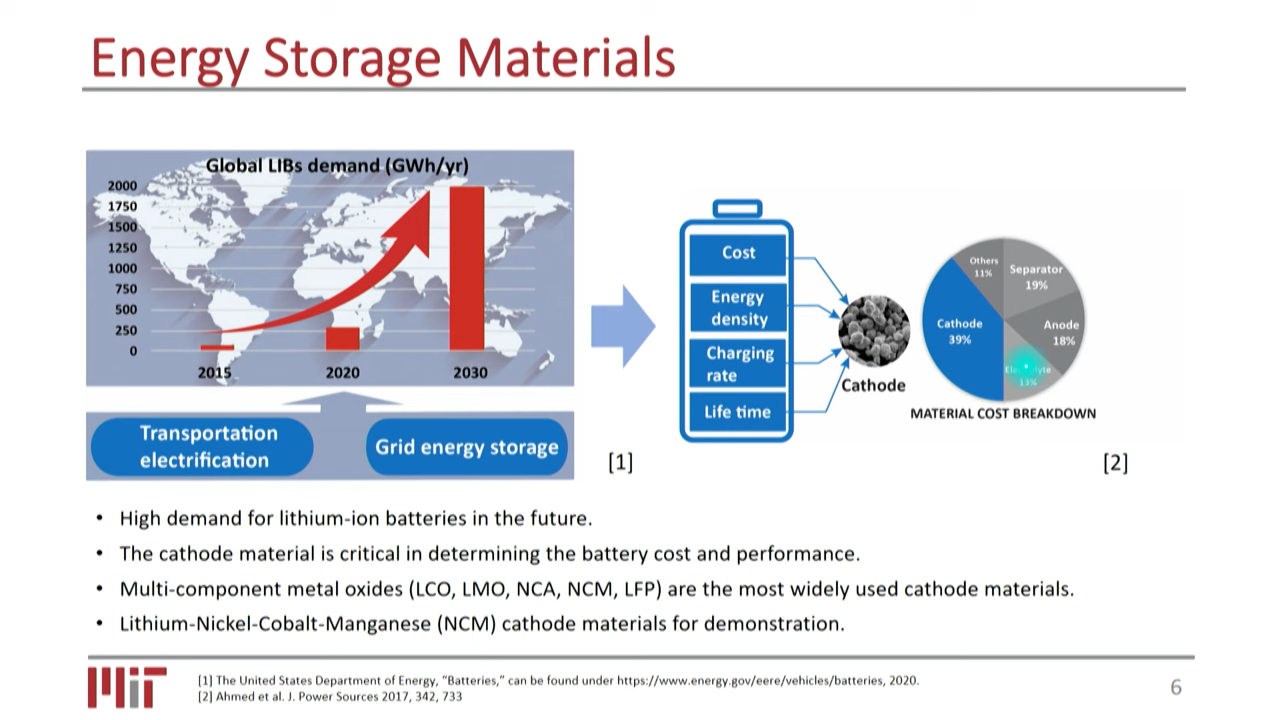 Energy Storage Materials
Global LIBs demand (GWh/yr)
2000
1750
1500
1250
1000
750
500
250
0
2015 2020 2030
Transportation
electrification
Grid energy storage
[1]
Cost
Energy
density
Charging
rate
Life time
Cathode
Others
11%
Separator
19%
Cathode
39%
Anode
18%
13%
MATERIAL COST BREAKDOWN
[2]
• High demand for lithium-ion batteries in the future.
• The cathode material is critical in determining the battery cost and performance.
• Multi-component metal oxides (LCO, LMO, NCA, NCM, LFP) are the most widely used cathode materials.
• Lithium-Nickel-Cobalt-Manganese (NCM) cathode materials for demonstration.
MIT
[1] The United States Department of Energy, “Batteries,” can be found under https://www.energy.gov/eere/vehicles/batteries, 2020.
[2] Ahmed et al. J. Power Sources 2017, 342, 733
6